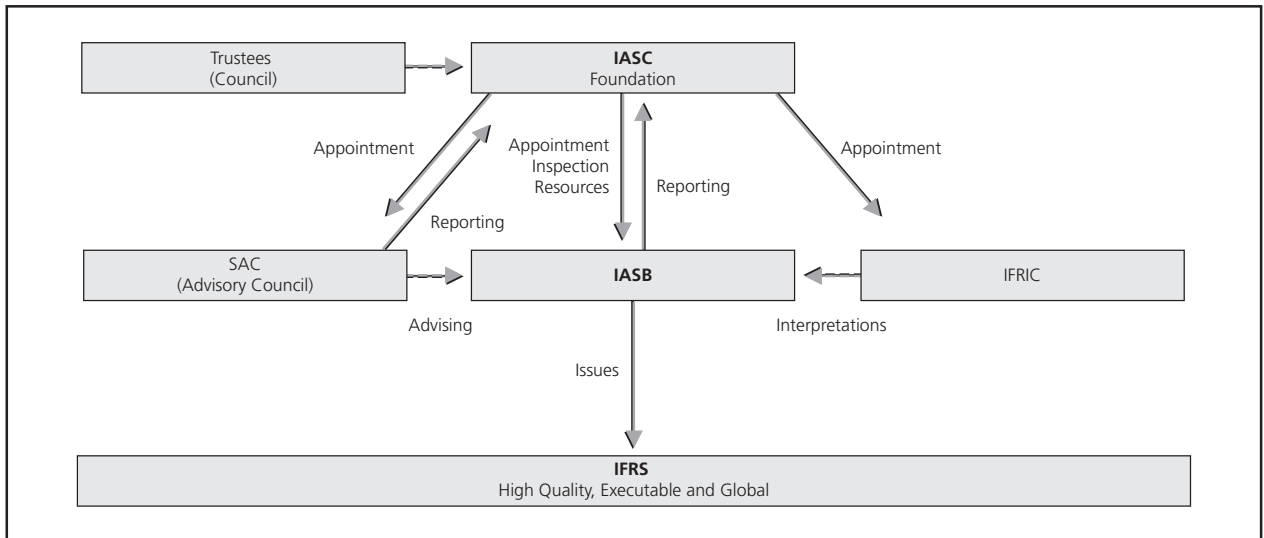 Trustees
(Council)
IASC
Foundation
Appointment
Appointment
Inspection
Resources
Appointment
Reporting
Reporting
SAC
(Advisory Council)
IASB
IFRIC
Advising
Interpretations
Issues
IFRS
High Quality, Executable and Global